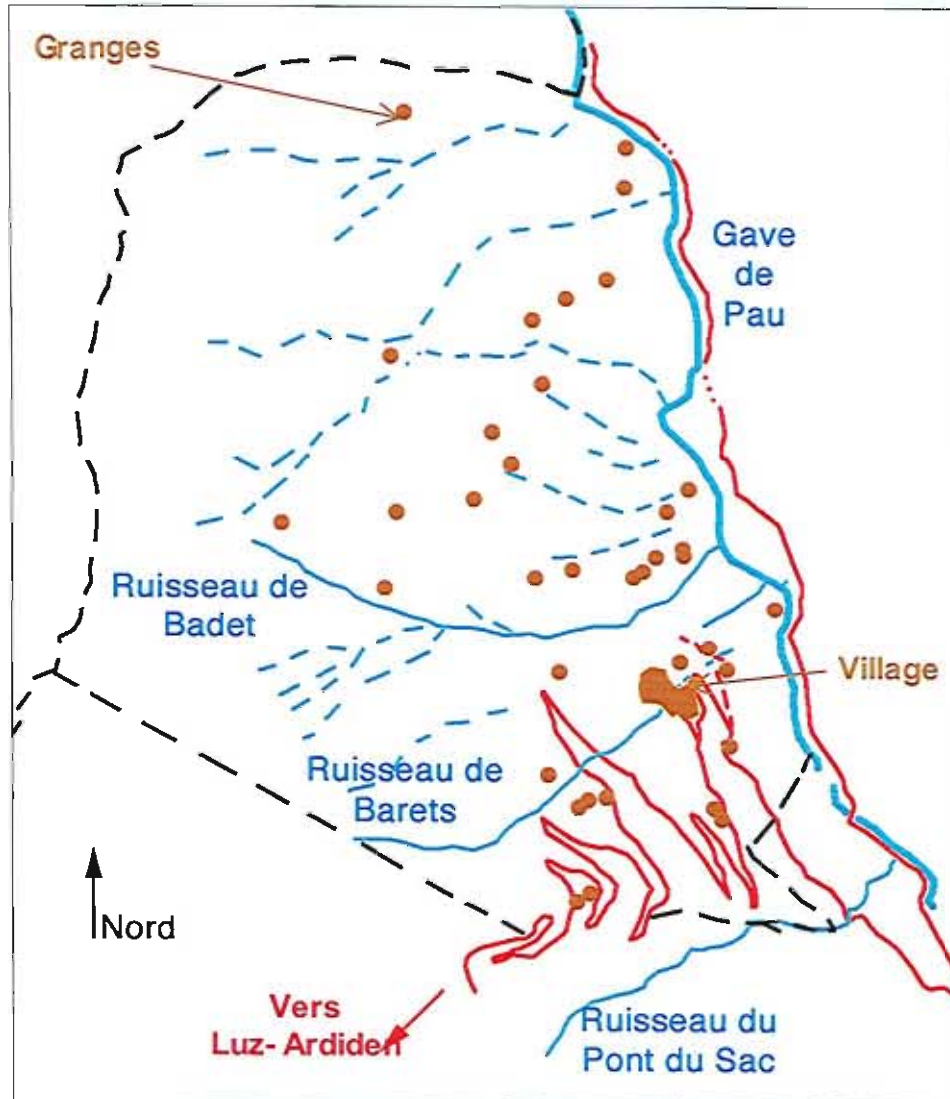 Granges
Gave
de
Pau
Ruisseau de
Badet
Village
Ruisseau de
Barets
Nord
Vers
Luz- Ardiden
Ruisseau du
Pont du Sac